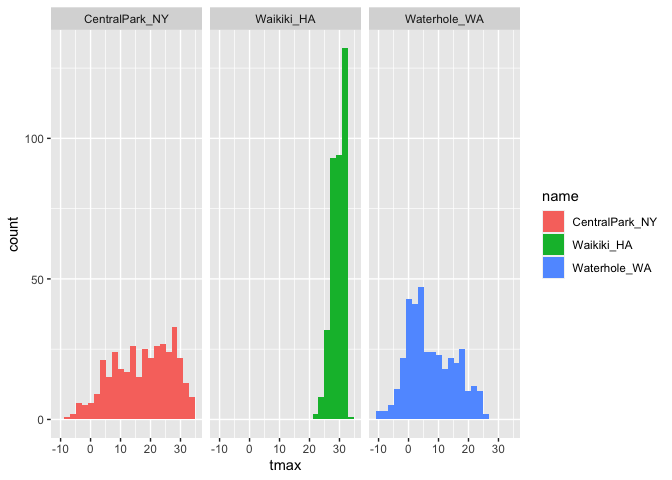 CentralPark_NY
Waikiki_HA
Waterhole_WA
count
100
50
0
-10 0 10 20 30
-10 0 10 20 30
-10 0 10 20 30
tmax
name
CentralPark_NY
Waikiki_HA
Waterhole_WA